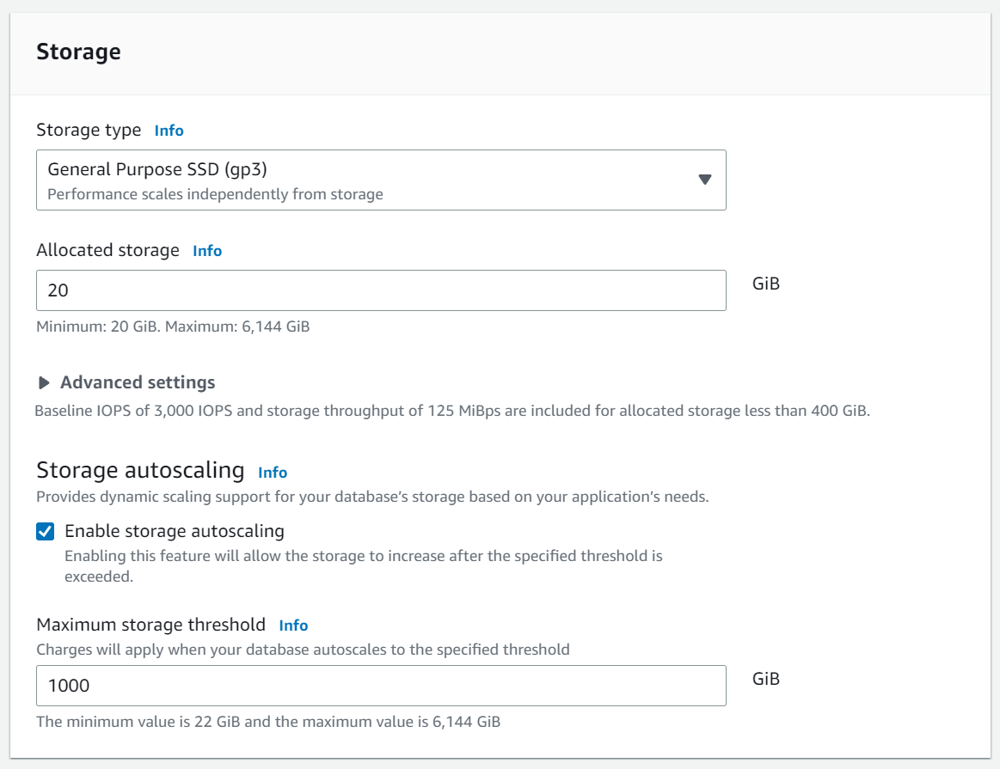 Storage
Storage type Info
General Purpose SSD (gp3)
Performance scales independently from storage
Allocated storage Info
20 GiB
Minimum: 20 GiB. Maximum: 6,144 GiB
Advanced settings
Baseline IOPS of 3,000 IOPS and storage throughput of 125 MiBps are included for allocated storage less than 400 GiB.
Storage autoscaling Info
Provides dynamic scaling support for your database's storage based on your application's needs.
Enable storage autoscaling
Enabling this feature will allow the storage to increase after the specified threshold is
exceeded.
Maximum storage threshold Info
Charges will apply when your database autoscales to the specified threshold
1000 GiB
The minimum value is 22 GiB and the maximum value is 6,144 GiB